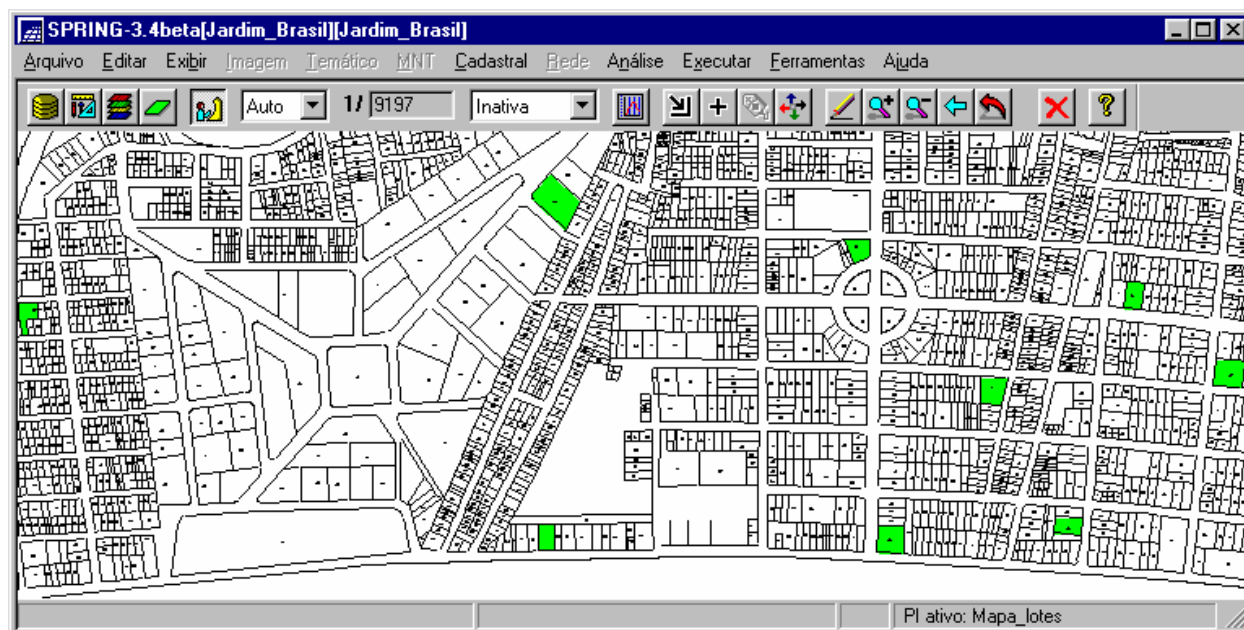 SPRING-3.4beta[Jardim_Brasil][Jardim_Brasil]
Arquivo Editar Exibir Imagem Temático MNT Cadastral Rede Análise Executar Ferramentas Ajuda
Auto 1/ 9197 Inativa
PI ativo: Mapa_lotes